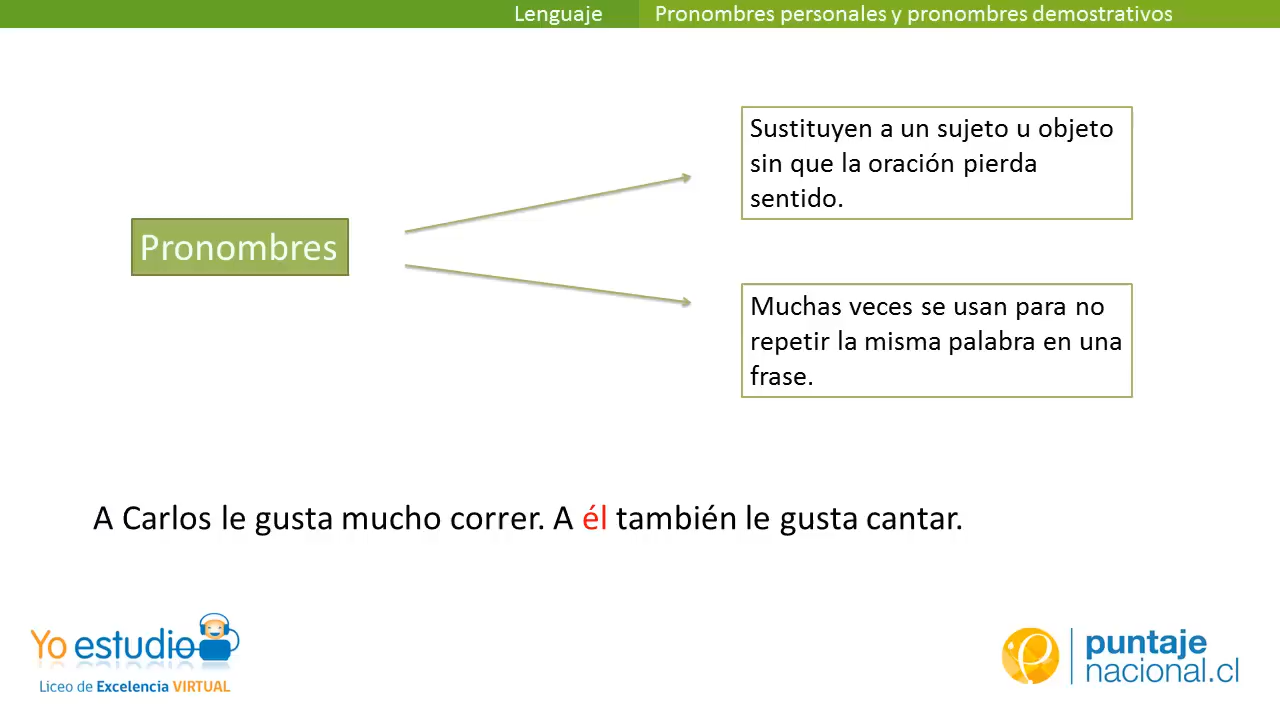 Lenguaje
Pronombres personales y pronombres demostrativos
Sustituyen a un sujeto u objeto
sin que la oración pierda
sentido.
Pronombres
Muchas veces se usan para no
repetir la misma palabra en una
frase.
A Carlos le gusta mucho correr. A él también le gusta cantar.
Yo estudio
Liceo de Excelencia VIRTUAL
puntaje
nacional.cl